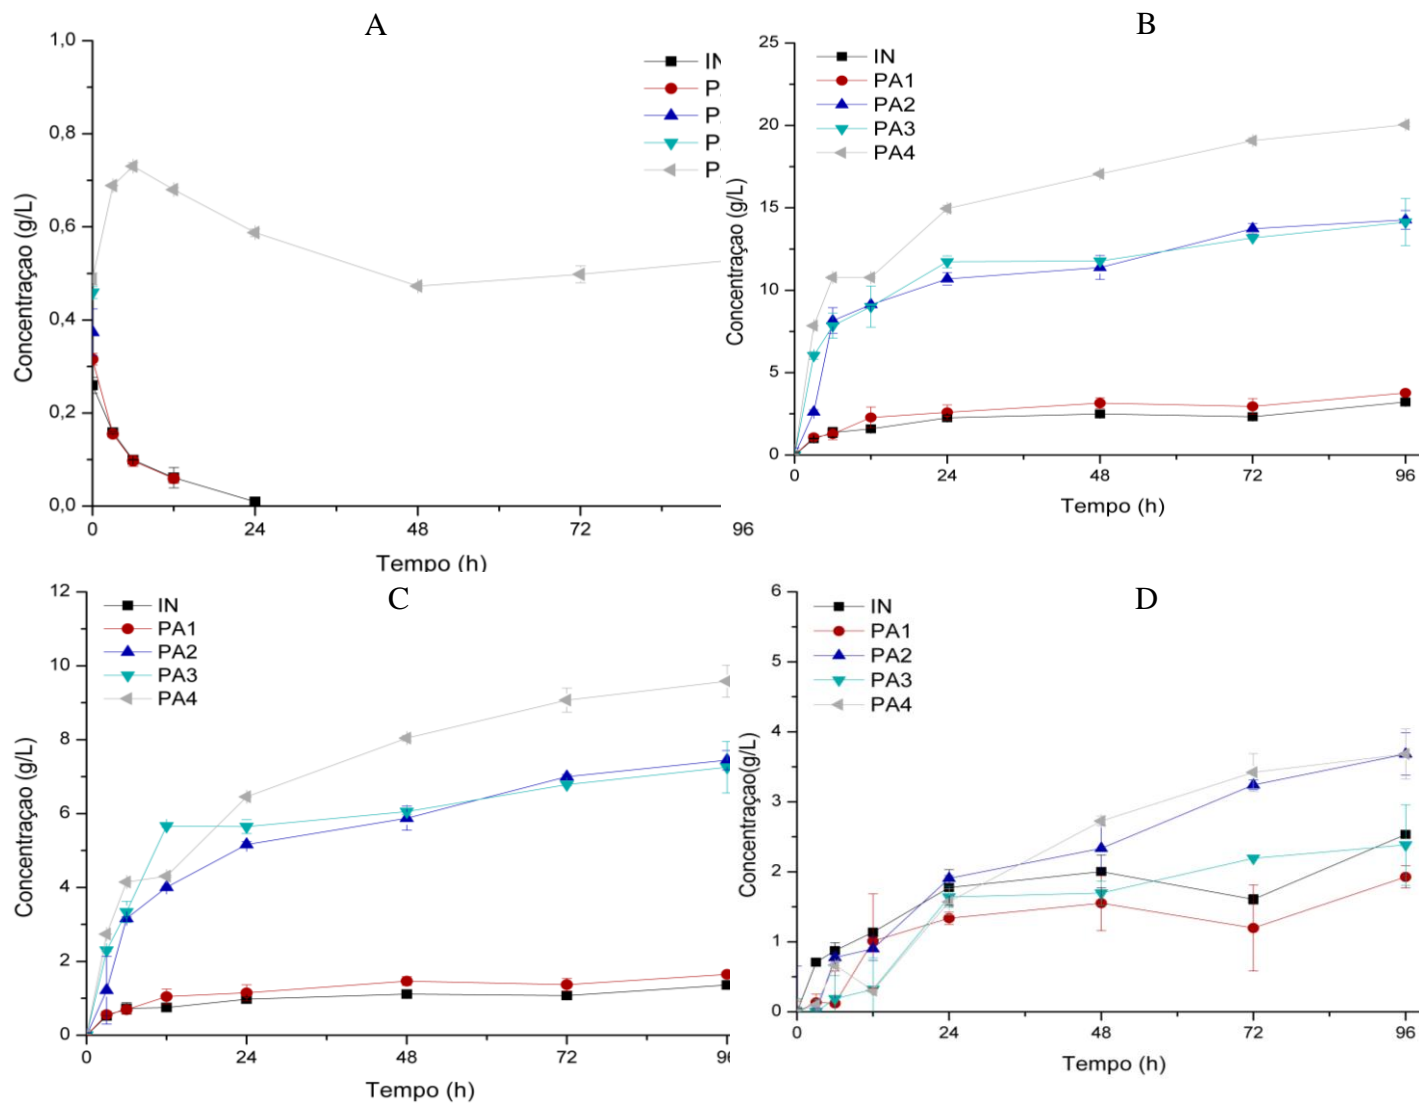 A
1,0
0,8
0,6
0,4
0,2
0,0
Concentraçao (g/L)
0
24
48
72
96
Tempo (h)
IN
P
P
P
P
B
25
20
15
10
5
0
Concentraçao (g/L)
0
24
48
72
96
Tempo (h)
IN
PA1
PA2
PA3
PA4
C
12
10
8
6
4
2
0
Concentraçao (g/L)
0
24
48
72
96
Tempo (h)
IN
PA1
PA2
PA3
PA4
D
6
5
4
3
2
1
0
Concentraçao(g/L)
0
24
48
72
96
Tempo (h)
IN
PA1
PA2
PA3
PA4